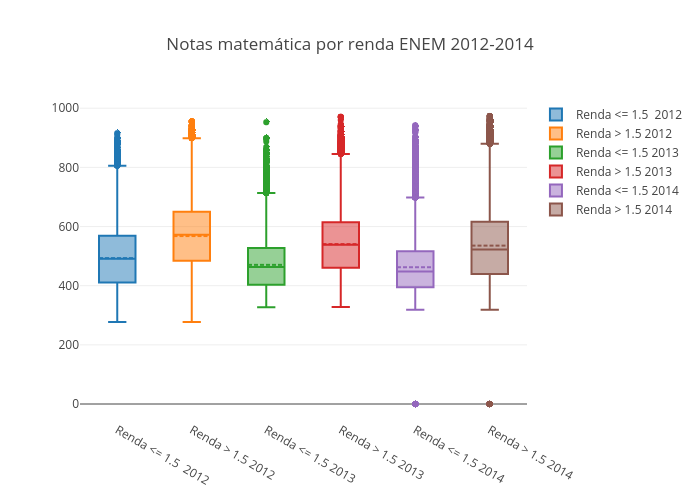 Notas matemática por renda ENEM 2012-2014
1000
800
600
400
200
0
Renda <= 1.5  2012
Renda > 1.5 2012
Renda <= 1.5 2013
Renda > 1.5 2013
Renda <= 1.5 2014
Renda > 1.5 2014
Renda <= 1.5  2012
Renda > 1.5 2012
Renda <= 1.5 2013
Renda > 1.5 2013
Renda <= 1.5 2014
Renda > 1.5 2014